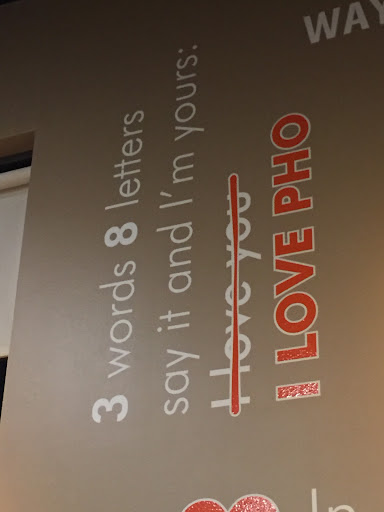 WAY
3 words 8 letters
say it and I'm yours:
I love you
I LOVE PHO